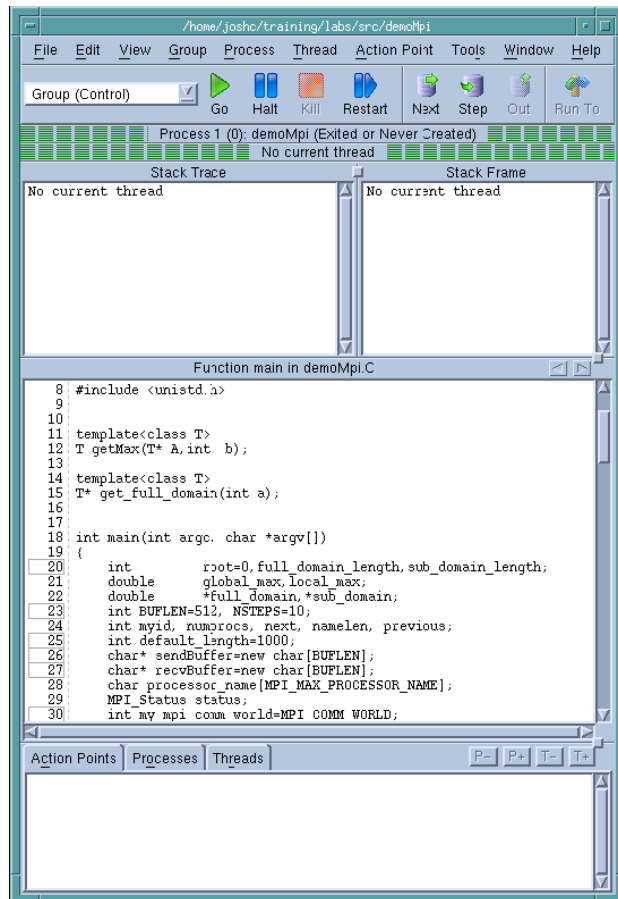 /home/joshc/training/labs/src/demoMpi
File Edit View Group Process Thread Action Point Tools Window Help
Group (Control)
Go Halt Kill Restart Next Step Out Run To
Process 1 (0): demoMpi (Exited or Never Created)
No current thread
Stack Trace Stack Frame
No current thread No current thread
Function main in demoMpi.C
8 #include <unistd.h>
9
10
11 template<class T>
12 T getMax(T* A,int b);
13
14 template<class T>
15 T* get_full_domain(int a);
16
17
18 int main(int argc, char *argv[])
19 {
20 int root=0,full_domain_length,sub_domain_length;
21 double global_max,local_max;
22 double *full_domain,*sub_domain;
23 int BUFLEN=512, NSTEPS=10;
24 int myid, numprocs, next, namelen, previous;
25 int default_length=1000;
26 char* sendBuffer=new char[BUFLEN];
27 char* recvBuffer=new char[BUFLEN];
28 char processor_name[MPI_MAX_PROCESSOR_NAME];
29 MPI_Status status;
30 int my_mpi_comm_world=MPI_COMM_WORLD;
Action Points Processes Threads P- P+ T- T+